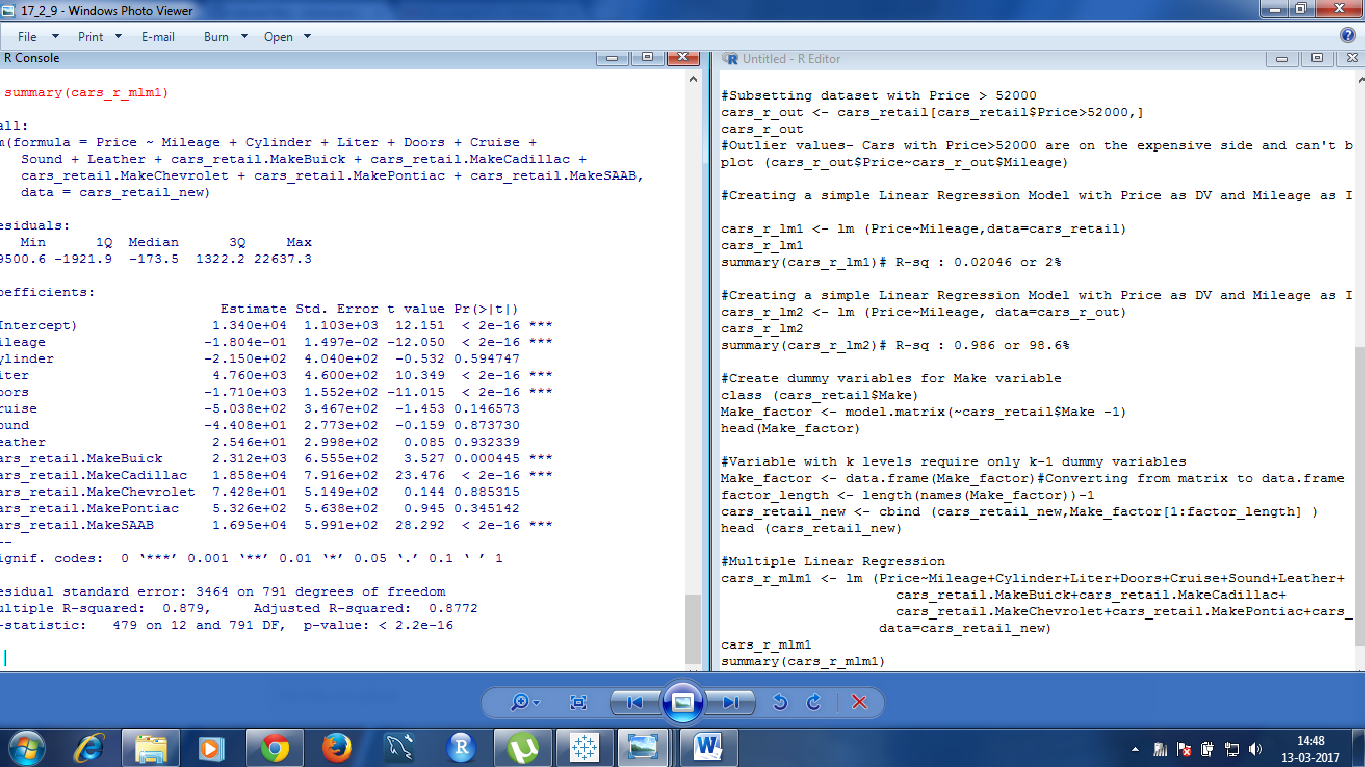 17_2_9 - Windows Photo Viewer
File Print E-mail Burn Open
R Console
summary(cars_r_mlm1)
all:
m(formula = Price ~ Mileage + Cylinder + Liter + Doors + Cruise +
Sound + Leather + cars_retail.MakeBuick + cars_retail.MakeCadillac +
cars_retail.MakeChevrolet + cars_retail.MakePontiac + cars_retail.MakeSAAB,
data = cars_retail_new)
esiduals:
Min 1Q Median 3Q Max
9500.6 -1921.9 -173.5 1322.2 22637.3
oefficients:
Estimate Std. Error t value Pr(>|t|)
Intercept) 1.340e+04 1.103e+03 12.151 < 2e-16 ***
ileage -1.804e-01 1.497e-02 -12.050 < 2e-16 ***
ylinder -2.150e+02 4.040e+02 -0.532 0.594747
iter 4.760e+03 4.600e+02 10.349 < 2e-16 ***
oors -1.710e+03 1.552e+02 -11.015 < 2e-16 ***
ruise -5.038e+02 3.467e+02 -1.453 0.146573
ound -4.408e+01 2.773e+02 -0.159 0.873730
eather 2.546e+01 2.998e+02 0.085 0.932339
ars_retail.MakeBuick 2.312e+03 6.555e+02 3.527 0.000445 ***
ars_retail.MakeCadillac 1.858e+04 7.916e+02 23.476 < 2e-16 ***
ars_retail.MakeChevrolet 7.428e+01 5.149e+02 0.144 0.885315
ars_retail.MakePontiac 5.326e+02 5.638e+02 0.945 0.345142
ars_retail.MakeSAAB 1.695e+04 5.991e+02 28.292 < 2e-16 ***
--
ignif. codes: 0 ‘***’ 0.001 ‘**’ 0.01 ‘*’ 0.05 ‘.’ 0.1 ‘ ’ 1
esidual standard error: 3464 on 791 degrees of freedom
ultiple R-squared: 0.879, Adjusted R-squared: 0.8772
-statistic: 479 on 12 and 791 DF, p-value: < 2.2e-16
Untitled - R Editor
#Subsetting dataset with Price > 52000
cars_r_out <- cars_retail[cars_retail$Price>52000,]
cars_r_out
#Outlier values- Cars with Price>52000 are on the expensive side and can't b
plot (cars_r_out$Price~cars_r_out$Mileage)
#Creating a simple Linear Regression Model with Price as DV and Mileage as I
cars_r_lm1 <- lm (Price~Mileage,data=cars_retail)
cars_r_lm1
summary(cars_r_lm1)# R-sq : 0.02046 or 2%
#Creating a simple Linear Regression Model with Price as DV and Mileage as I
cars_r_lm2 <- lm (Price~Mileage, data=cars_r_out)
cars_r_lm2
summary(cars_r_lm2)# R-sq : 0.986 or 98.6%
#Create dummy variables for Make variable
class (cars_retail$Make)
Make_factor <- model.matrix(~cars_retail$Make -1)
head(Make_factor)
#Variable with k levels require only k-1 dummy variables
Make_factor <- data.frame(Make_factor)#Converting from matrix to data.frame
factor_length <- length(names(Make_factor))-1
cars_retail_new <- cbind (cars_retail_new,Make_factor[1:factor_length] )
head (cars_retail_new)
#Multiple Linear Regression
cars_r_mlm1 <- lm (Price~Mileage+Cylinder+Liter+Doors+Cruise+Sound+Leather+
cars_retail.MakeBuick+cars_retail.MakeCadillac+
cars_retail.MakeChevrolet+cars_retail.MakePontiac+cars_
data=cars_retail_new)
cars_r_mlm1
summary(cars_r_mlm1)
14:48
13-03-2017